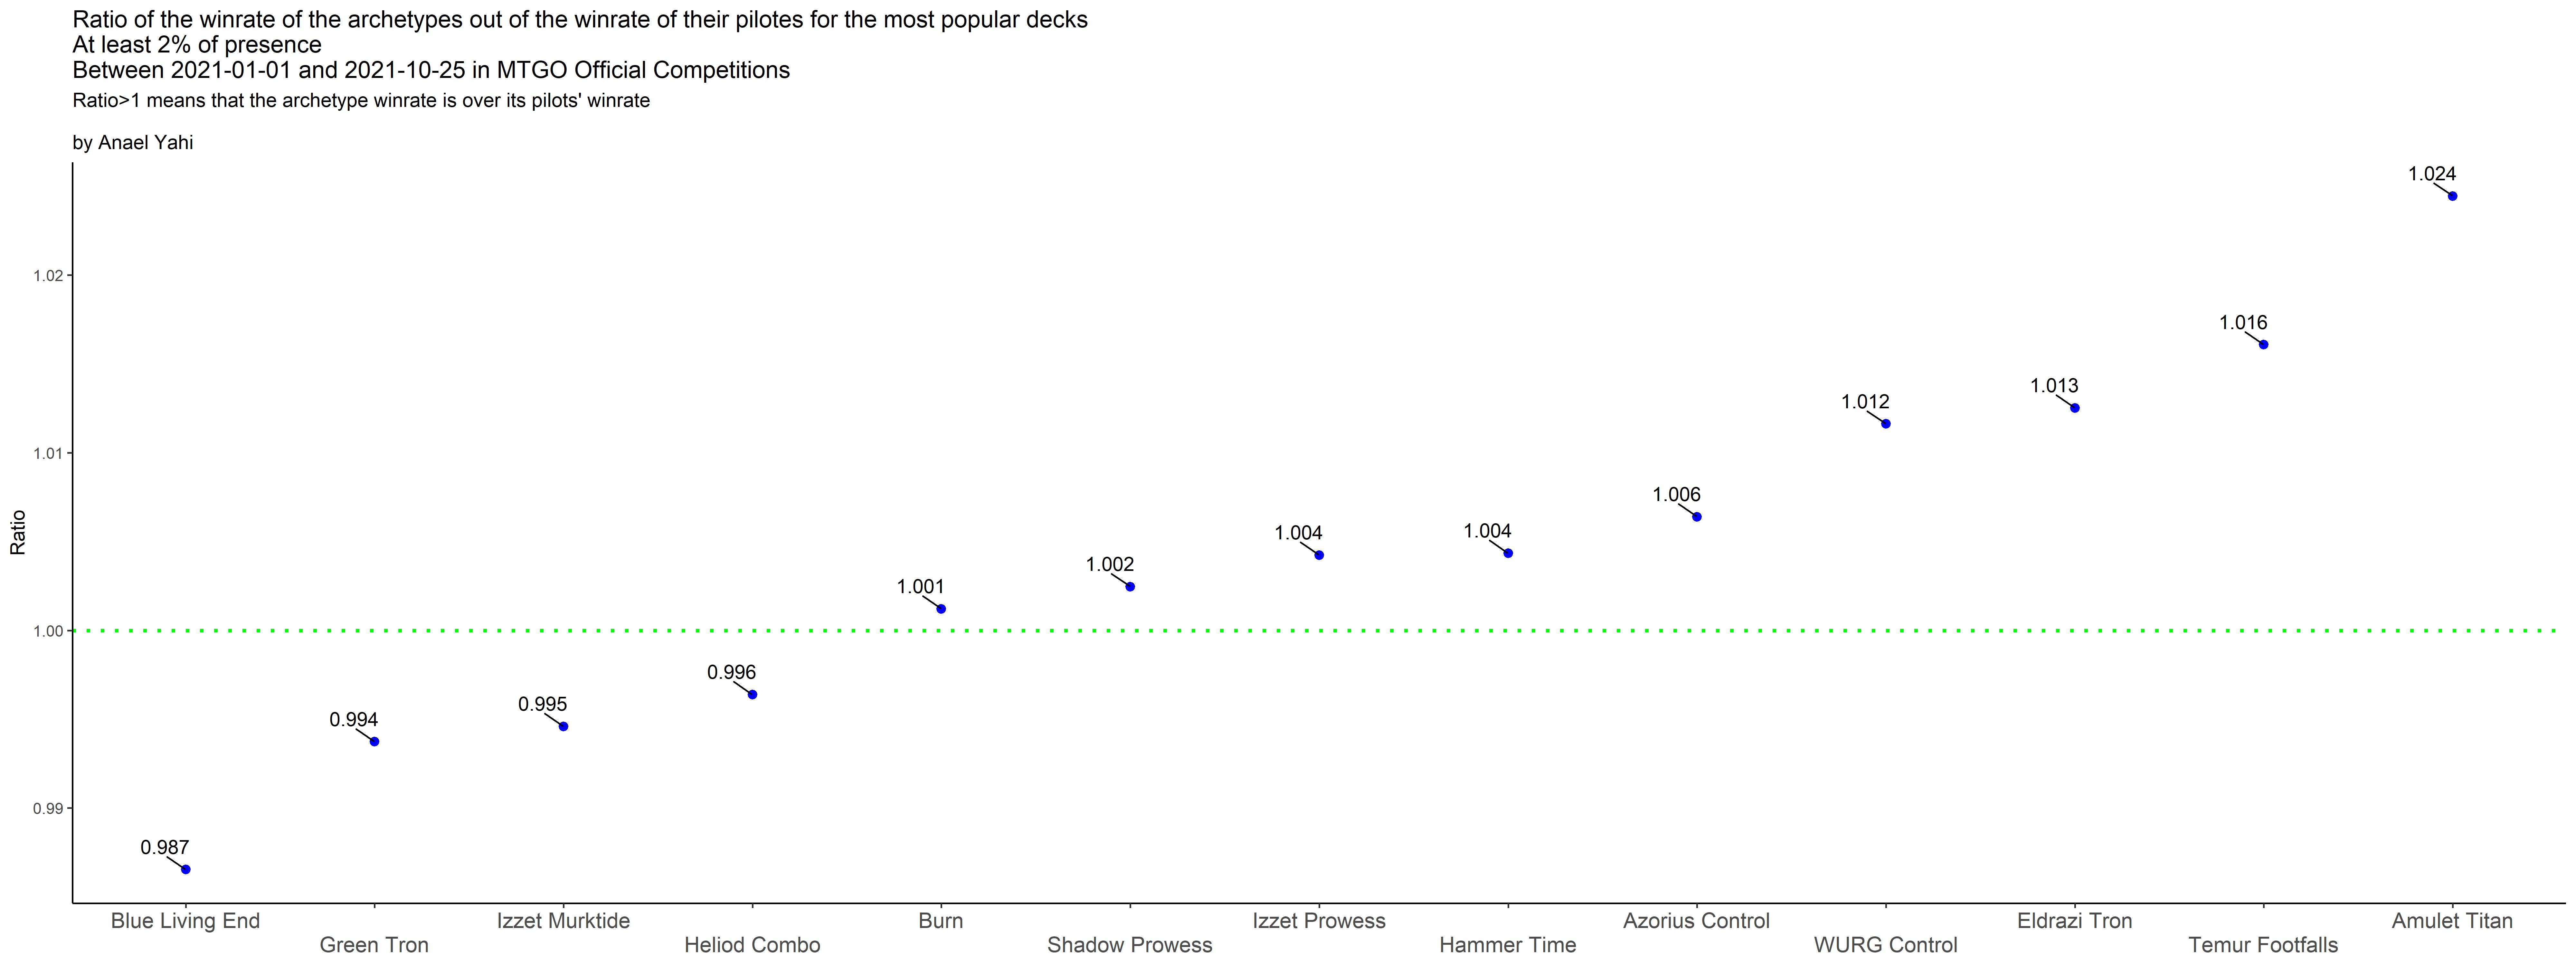 Ratio of the winrate of the archetypes out of the winrate of their pilotes for the most popular decks
At least 2% of presence
Between 2021-01-01 and 2021-10-25 in MTGO Official Competitions
Ratio>1 means that the archetype winrate is over its pilots' winrate
by Anael Yahi
1.024
1.02
1.016
1.013
1.012
1.01
1.006
1.004
1.004
1.002
1.001
Ratio
1.00
0.996
0.995
0.994
0.99
0.987
Blue Living End
Green Tron
Izzet Murktide
Heliod Combo
Burn
Shadow Prowess
Izzet Prowess
Hammer Time
Azorius Control
WURG Control
Eldrazi Tron
Temur Footfalls
Amulet Titan